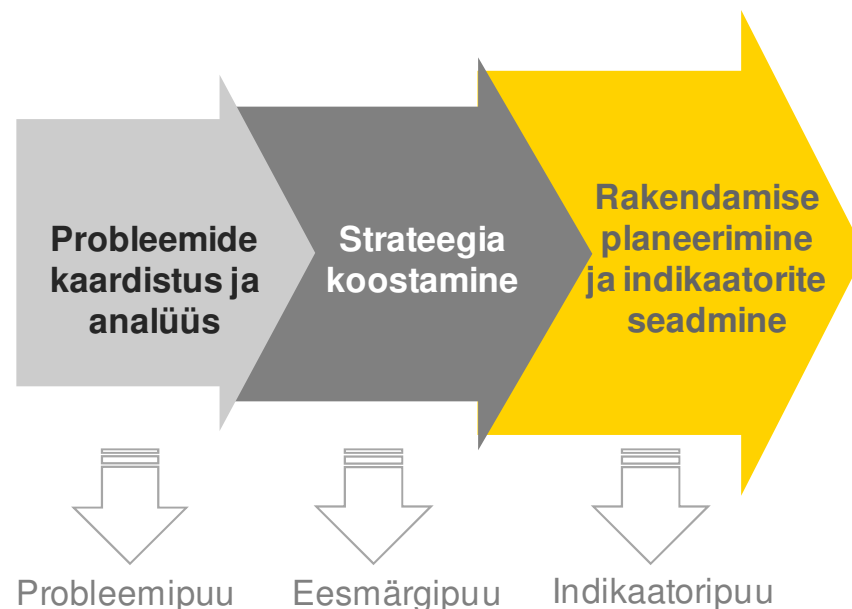 Probleemide
kaardistus ja
analüüs
Strateegia
koostamine
Rakendamise
planeerimine
ja indikaatorite
seadmine
Probleemipuu
Eesmärgipuu
Indikaatoripuu